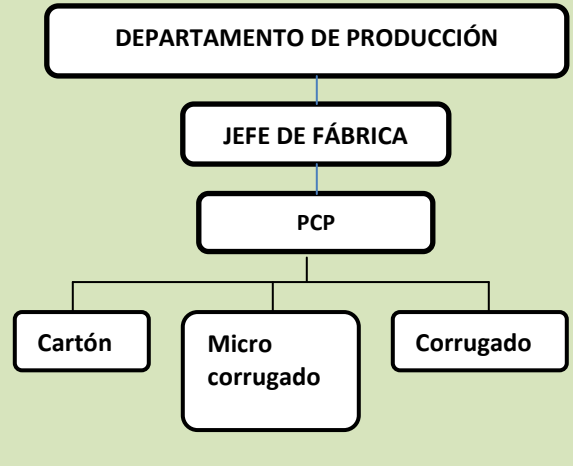 DEPARTAMENTO DE PRODUCCIÓN
JEFE DE FÁBRICA
PCP
Cartón
Micro
corrugado
Corrugado